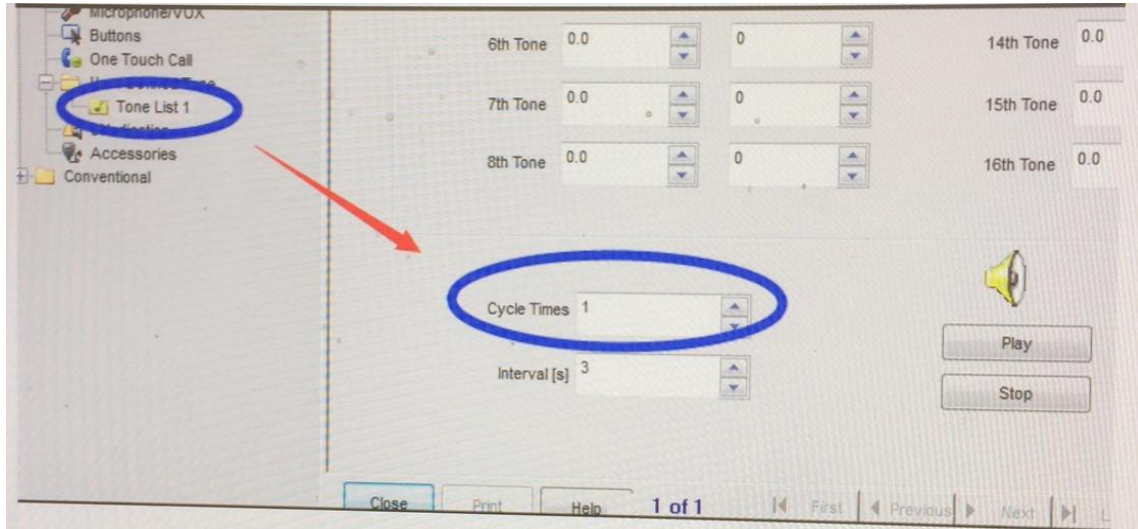 Microphone/VOX
Buttons
One Touch Call
Tone List 1
Accessories
Conventional
6th Tone 0.0 0 14th Tone 0.0
7th Tone 0.0 0 15th Tone 0.0
8th Tone 0.0 0 16th Tone 0.0
Cycle Times 1
Interval [s] 3
Play
Stop
Close Print Help 1 of 1 First Previous Next